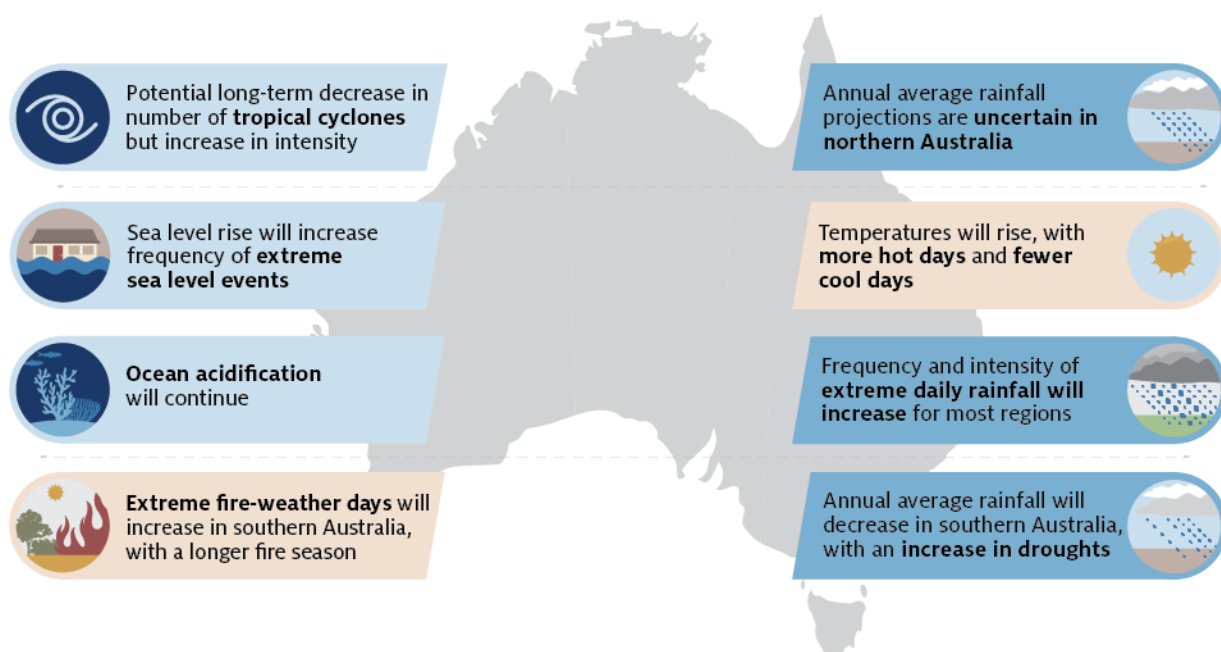 Potential long-term decrease in
number of tropical cyclones
but increase in intensity
Sea level rise will increase
frequency of extreme
sea level events
Ocean acidification
will continue
Extreme fire-weather days will
increase in southern Australia,
with a longer fire season
Annual average rainfall
projections are uncertain in
northern Australia
Temperatures will rise, with
more hot days and fewer
cool days
Frequency and intensity of
extreme daily rainfall will
increase for most regions
Annual average rainfall will
decrease in southern Australia,
with an increase in droughts